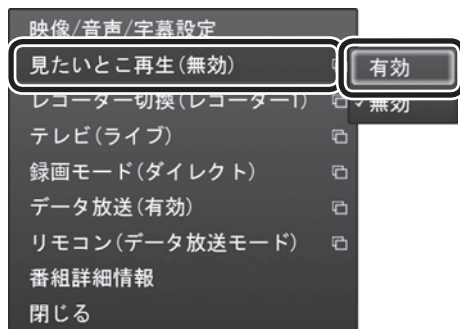 映像/音声/字幕設定
見たいとこ再生(無効)
有効
レコーダー切換(レコーダー1)
✓無効
テレビ(ライブ)
録画モード(ダイレクト)
データ放送(有効)
リモコン(データ放送モード)
番組詳細情報
閉じる